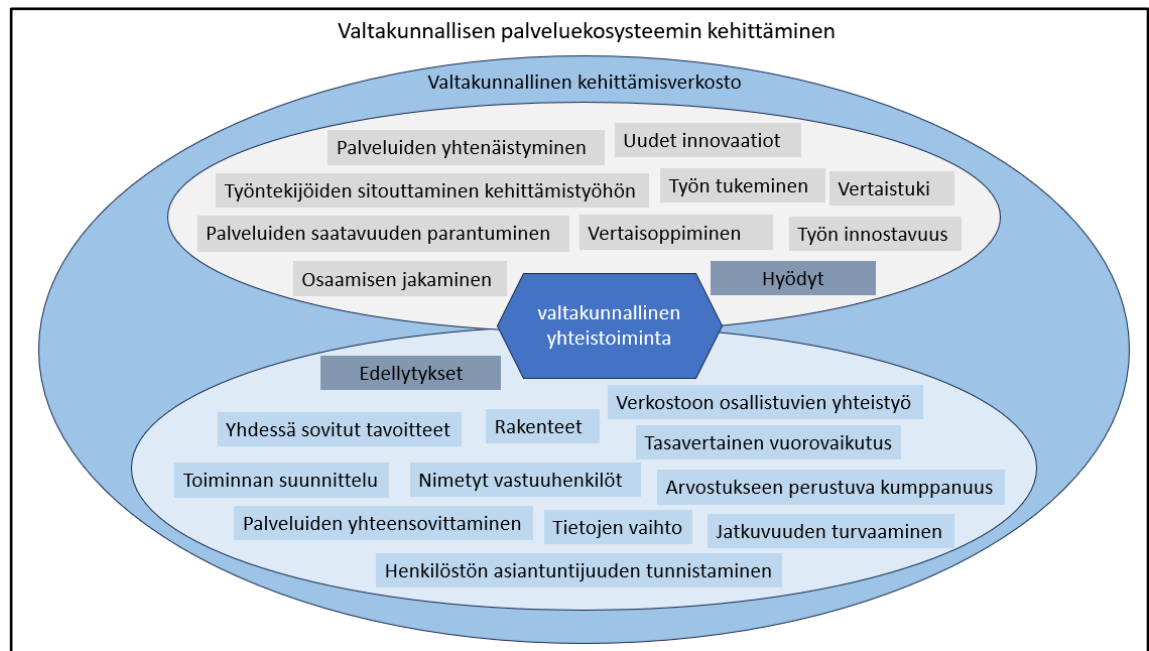 Valtakunnallisen palveluekosysteemin kehittäminen
Valtakunnallinen kehittämisverkosto
Palveluiden yhtenäistyminen
Uudet innovaatiot
Työntekijöiden sitouttaminen kehittämistyöhön
Työn tukeminen
Vertaistuki
Palveluiden saatavuuden parantuminen
Vertaisoppiminen
Työn innostavuus
Osaamisen jakaminen
Hyödyt
valtakunnallinen
yhteistoiminta
Edellytykset
Verkostoon osallistuvien yhteistyö
Yhdessä sovitut tavoitteet
Rakenteet
Tasavertainen vuorovaikutus
Toiminnan suunnittelu
Nimetyt vastuuhenkilöt
Arvostukseen perustuva kumppanuus
Palveluiden yhteensovittaminen
Tietojen vaihto
Jatkuvuuden turvaaminen
Henkilöstön asiantuntijuuden tunnistaminen